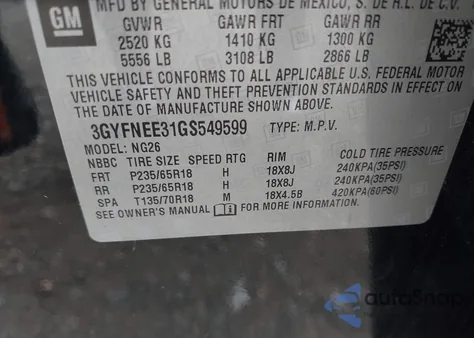 GM
MFD BY GENERAL MOTORS DE MEXICO, S. DE R.L. DE C.V.
GVWR GAWR FRT GAWR RR
2520 KG 1410 KG 1300 KG
5556 LB 3108 LB 2866 LB
THIS VEHICLE CONFORMS TO ALL APPLICABLE U.S. FEDERAL MOTOR
VEHICLE SAFETY AND THEFT PREVENTION STANDARDS IN EFFECT ON
THE DATE OF MANUFACTURE SHOWN ABOVE.
3GYFNEE31GS549599 TYPE: M.P.V.
MODEL: NG26
NBBC TIRE SIZE SPEED RTG RIM COLD TIRE PRESSURE
FRT P235/65R18 H 18X8J 240KPA(35PSI)
RR P235/65R18 H 18X8J 240KPA(35PSI)
SPA T135/70R18 M 18X4.5B 420KPA(60PSI)
SEE OWNER'S MANUAL FOR MORE INFORMATION.
autoSnap